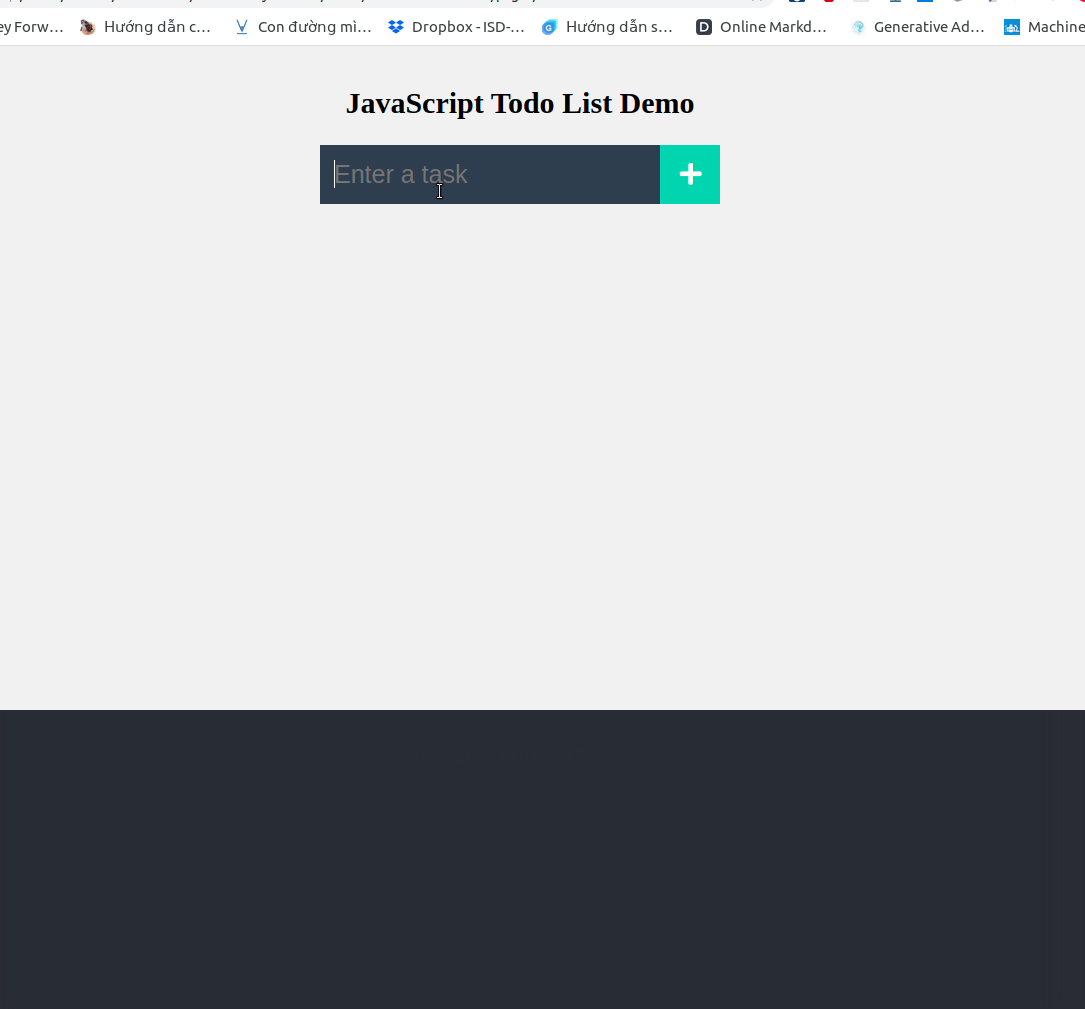 ey Forw… Hướng dẫn c… Con đường mì… Dropbox - ISD-… Hướng dẫn s… Online Markd… Generative Ad… Machine
JavaScript Todo List Demo
Enter a task